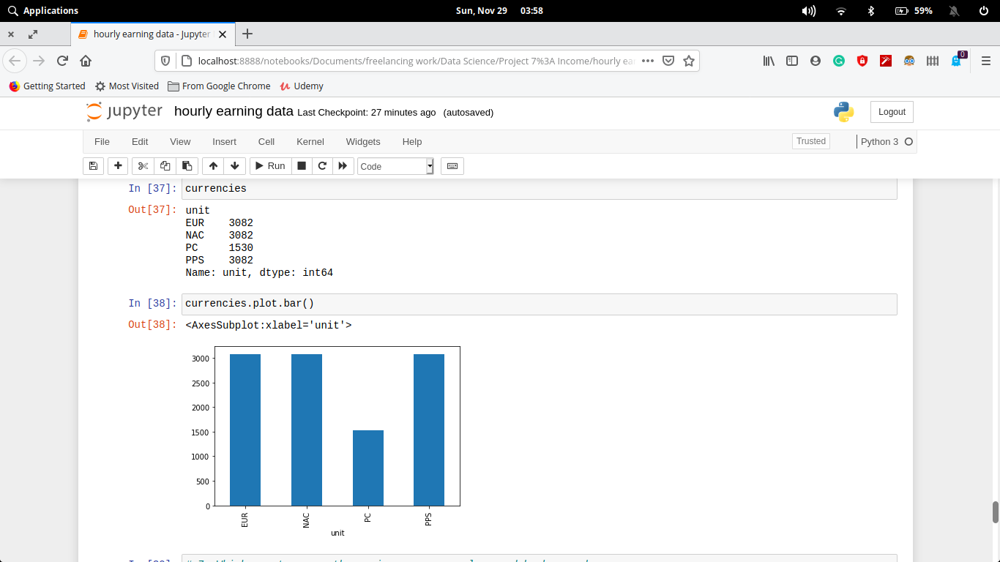 Applications
Sun, Nov 29 03:58
59%
hourly earning data - Jupyter
localhost:8888/notebooks/Documents/freelancing work/Data Science/Project 7%3A Income/hourly ear
0
Getting Started
Most Visited
From Google Chrome
Udemy
jupyter
hourly earning data Last Checkpoint: 27 minutes ago (autosaved)
Logout
File Edit View Insert Cell Kernel Widgets Help
Trusted
Python 3
Run
Code
In [37]: currencies
Out[37]: unit
EUR 3082
NAC 3082
PC 1530
PPS 3082
Name: unit, dtype: int64
In [38]: currencies.plot.bar()
Out[38]: <AxesSubplot:xlabel='unit'>
3000
2500
2000
1500
1000
500
0
EUR
NAC
PC
PPS
unit